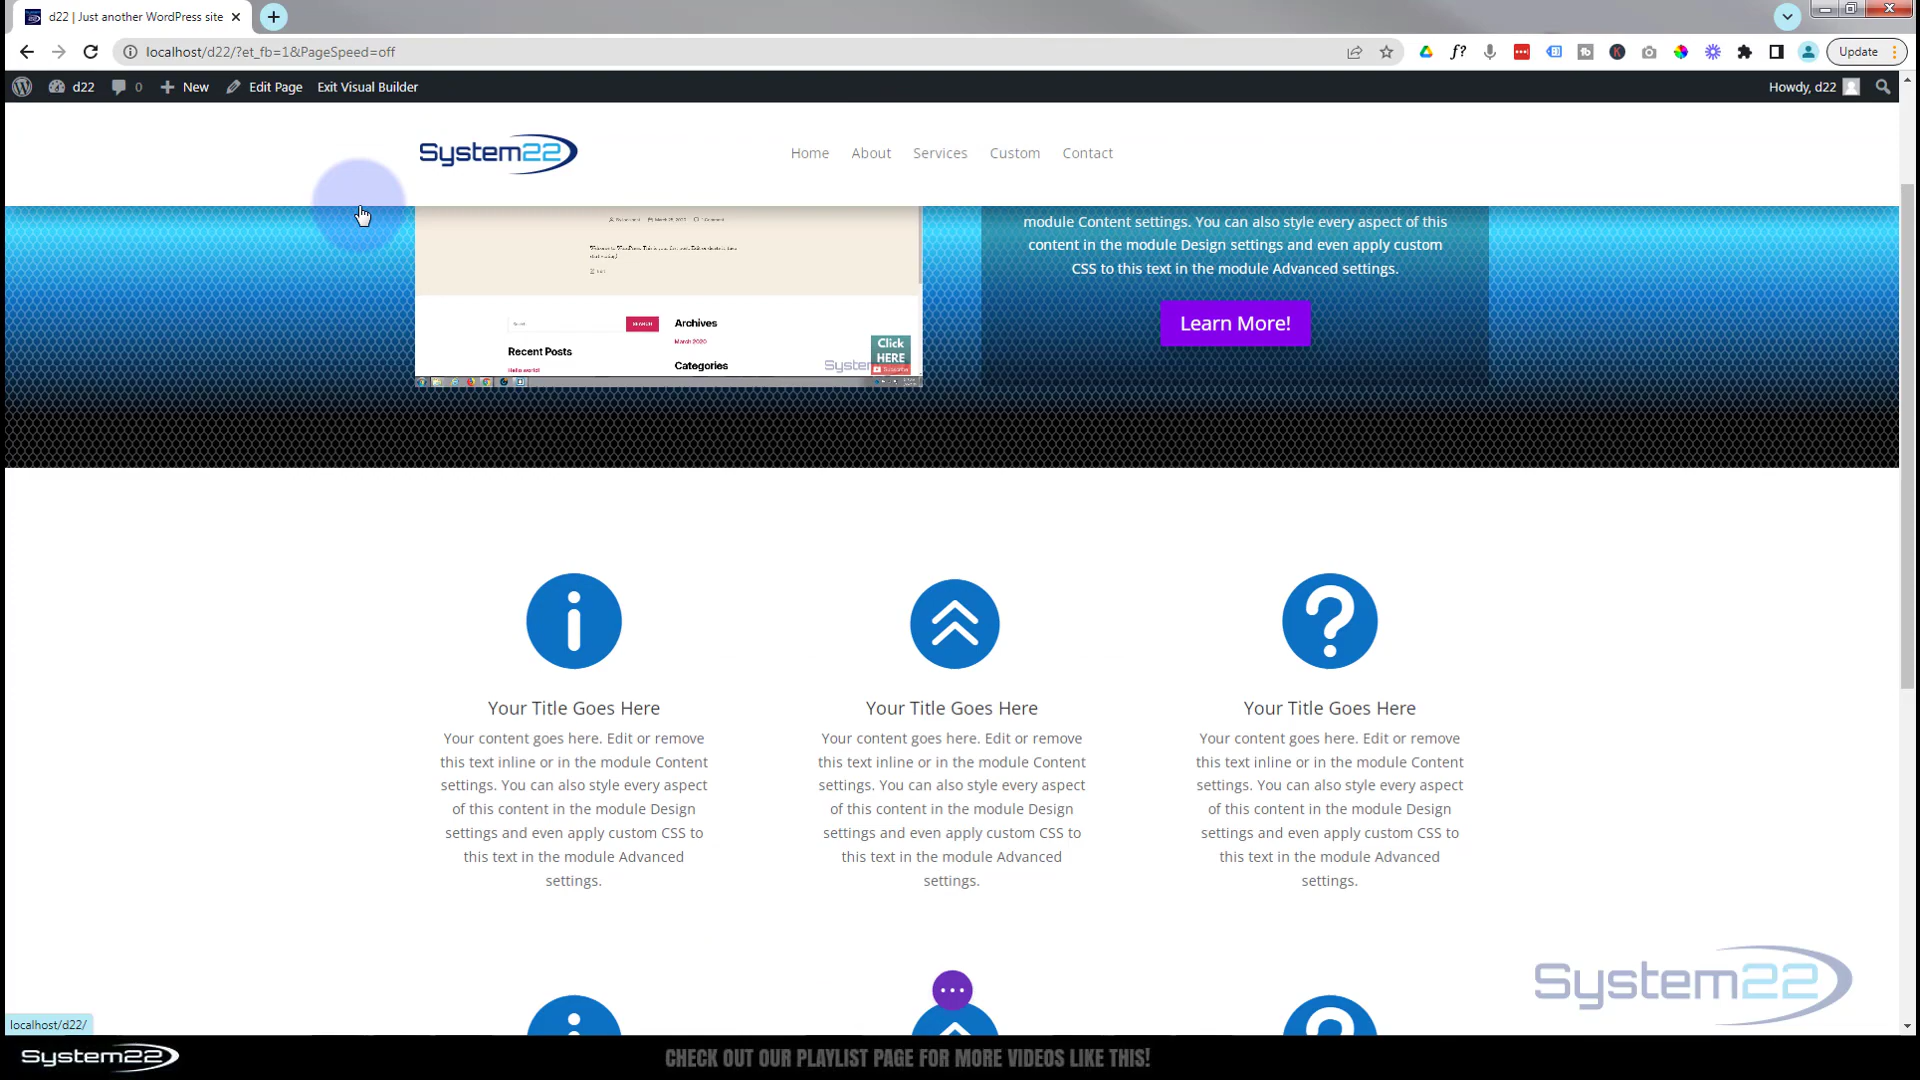 d22 | Just another WordPress site
localhost/d22/?et_fb=1&PageSpeed=off
Update
d22
0
New
Edit Page
Exit Visual Builder
Howdy, d22
System22
Home
About
Services
Custom
Contact
module Content settings. You can also style every aspect of this
content in the module Design settings and even apply custom
CSS to this text in the module Advanced settings.
Learn More!
SEARCH
Archives
March 2020
Recent Posts
Hello world!
Categories
Click
HERE
Subscribe
Your Title Goes Here
Your content goes here. Edit or remove
this text inline or in the module Content
settings. You can also style every aspect
of this content in the module Design
settings and even apply custom CSS to
this text in the module Advanced
settings.
Your Title Goes Here
Your content goes here. Edit or remove
this text inline or in the module Content
settings. You can also style every aspect
of this content in the module Design
settings and even apply custom CSS to
this text in the module Advanced
settings.
Your Title Goes Here
Your content goes here. Edit or remove
this text inline or in the module Content
settings. You can also style every aspect
of this content in the module Design
settings and even apply custom CSS to
this text in the module Advanced
settings.
System22
localhost/d22/
System22
CHECK OUT OUR PLAYLIST PAGE FOR MORE VIDEOS LIKE THIS!